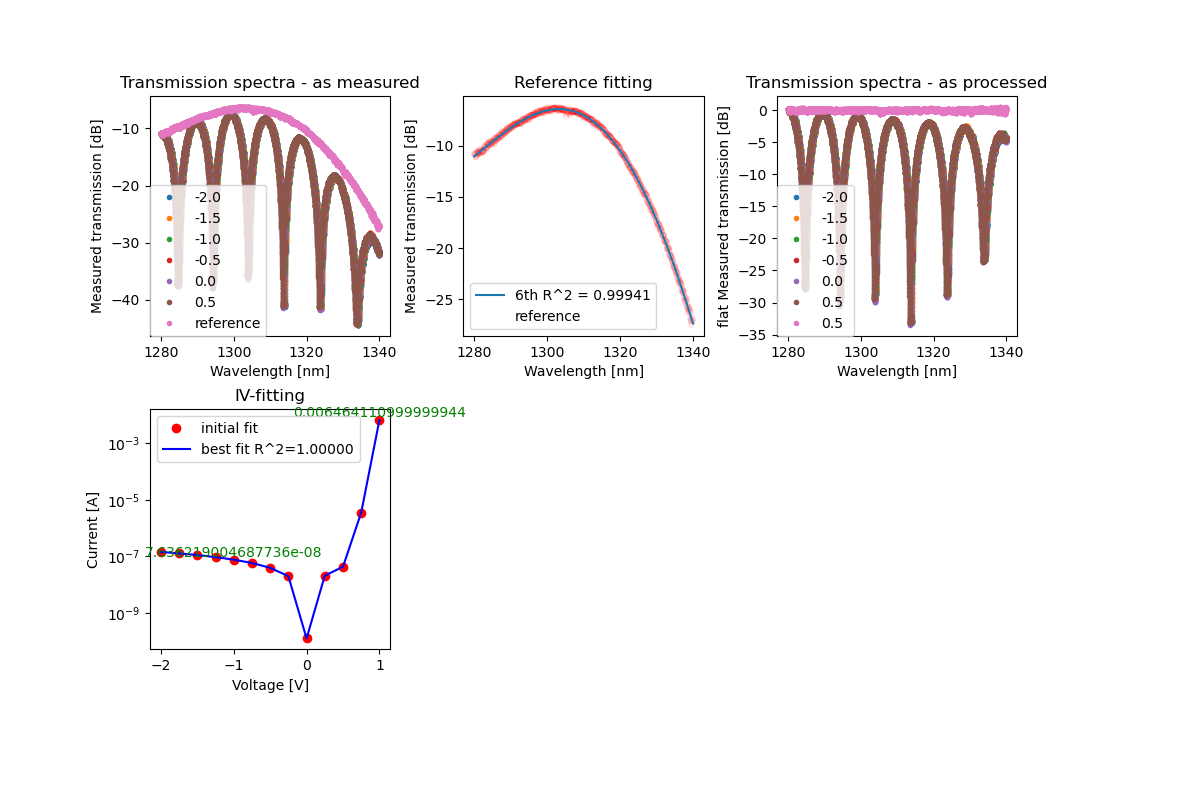 Transmission spectra - as measured
Measured transmission [dB]
−10
−20
−30
−40
-2.0
-1.5
-1.0
-0.5
0.0
0.5
reference
1280
1300
1320
1340
Wavelength [nm]
Reference fitting
Measured transmission [dB]
−10
−15
−20
−25
6th R^2 = 0.99941
reference
1280
1300
1320
1340
Wavelength [nm]
Transmission spectra - as processed
flat Measured transmission [dB]
0
−5
−10
−15
−20
−25
−30
−35
-2.0
-1.5
-1.0
-0.5
0.0
0.5
0.5
1280
1300
1320
1340
Wavelength [nm]
IV-fitting
0.006464110999999944
Current [A]
10−3
10−5
10−7
10−9
initial fit
best fit R^2=1.00000
−2
−1
0
1
Voltage [V]